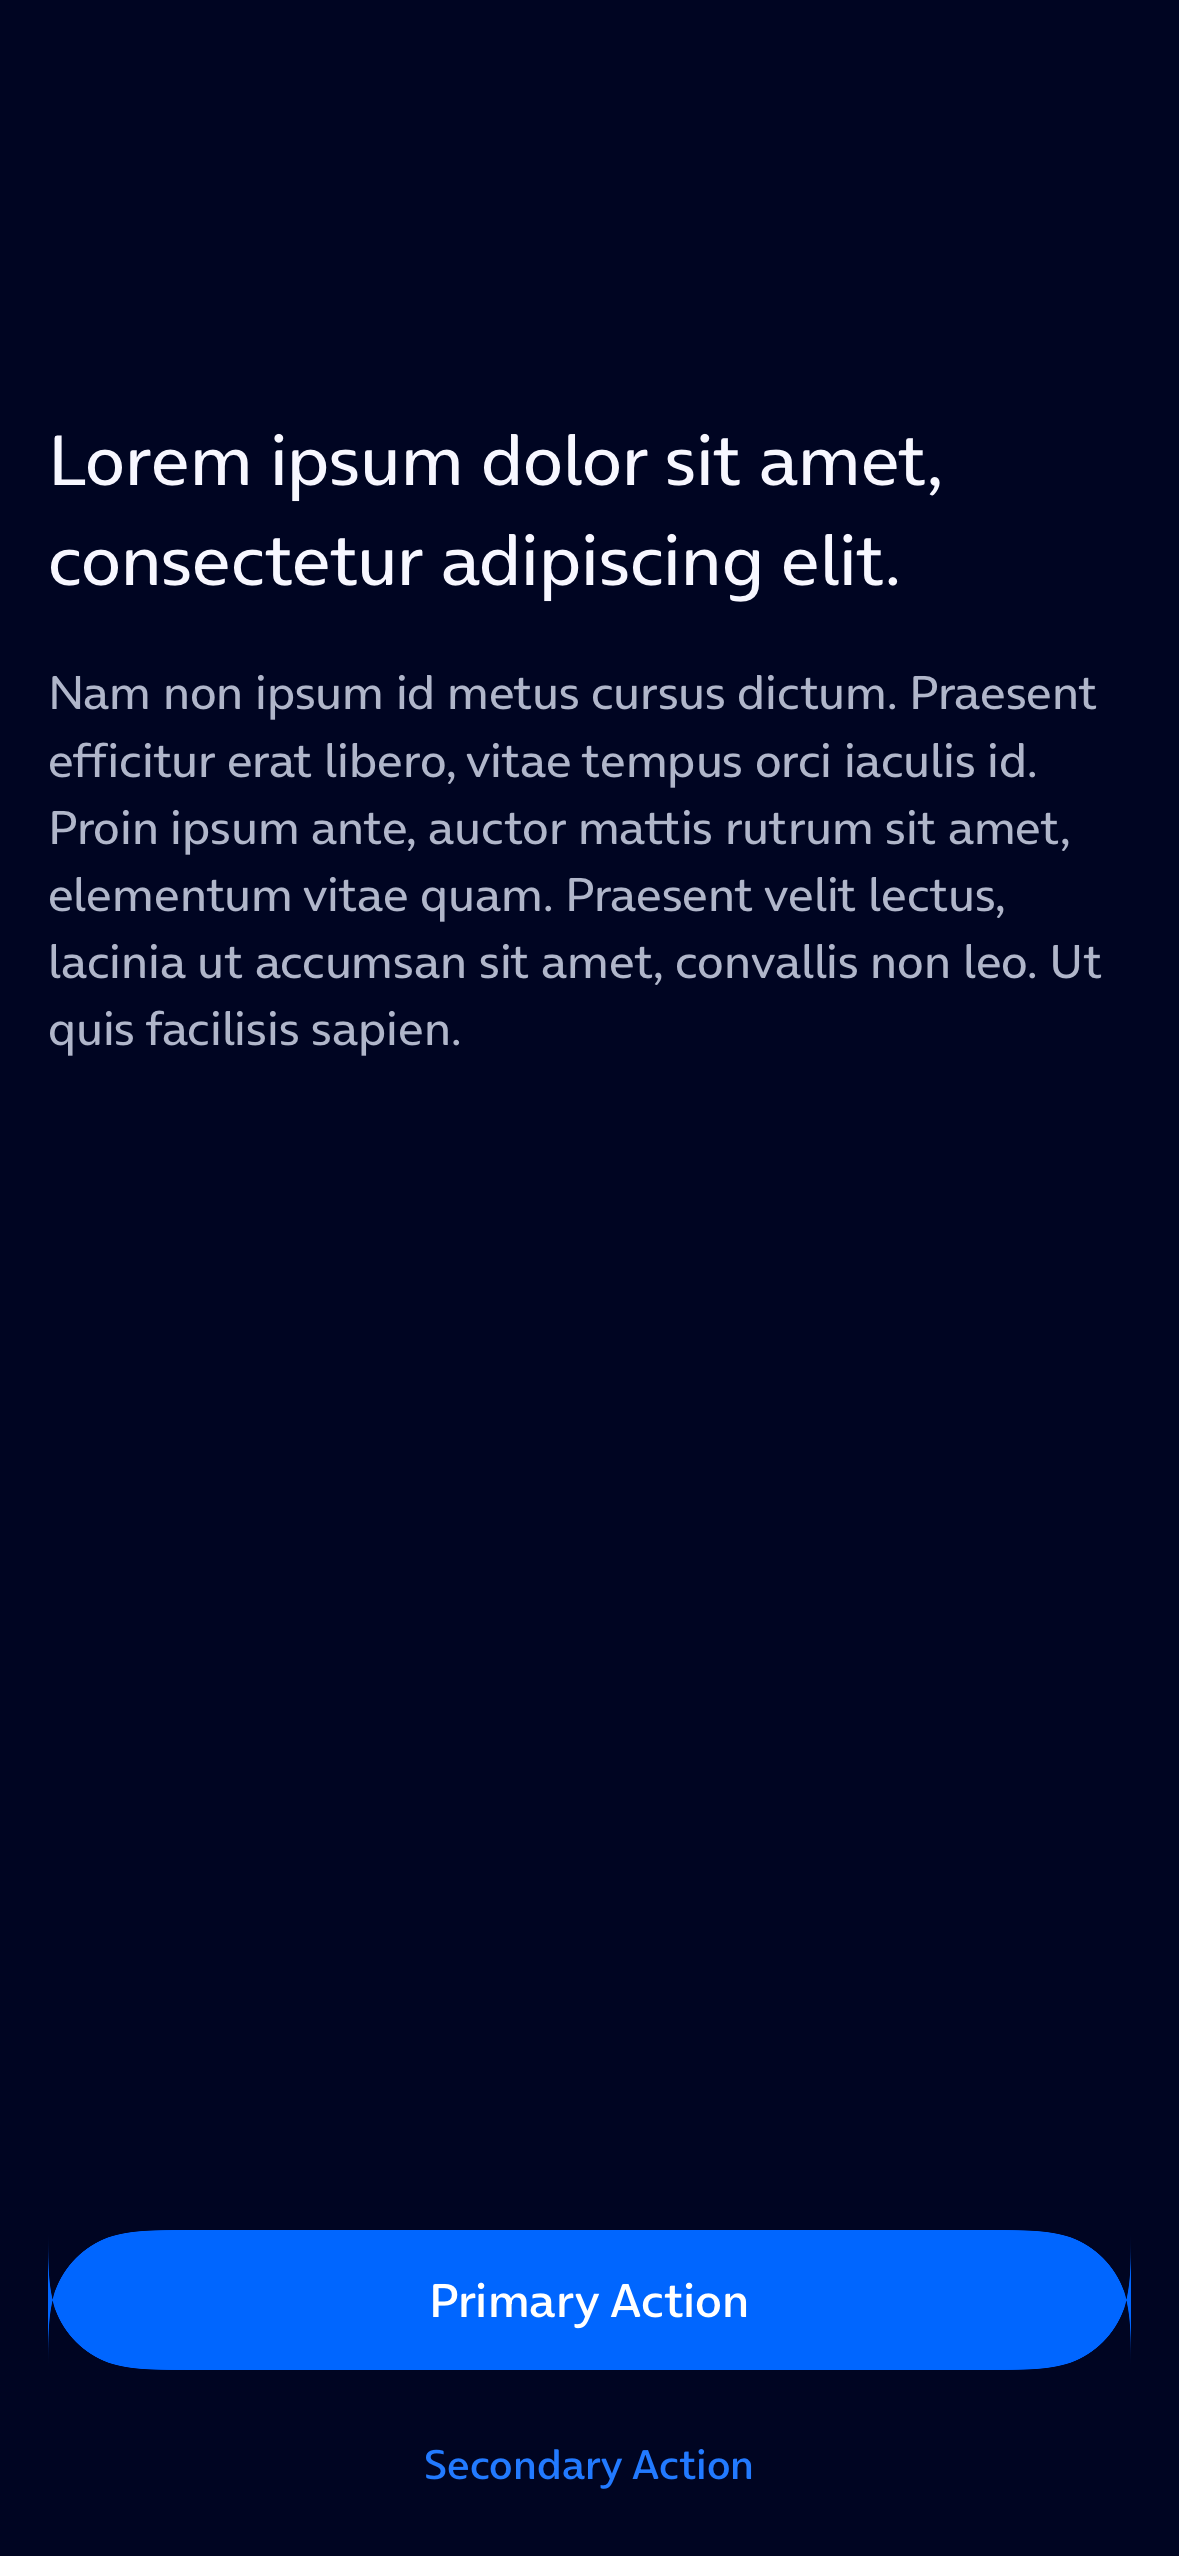 Lorem ipsum dolor sit amet,
consectetur adipiscing elit.
Nam non ipsum id metus cursus dictum. Praesent
efficitur erat libero, vitae tempus orci iaculis id.
Proin ipsum ante, auctor mattis rutrum sit amet,
elementum vitae quam. Praesent velit lectus,
lacinia ut accumsan sit amet, convallis non leo. Ut
quis facilisis sapien.
Primary Action
Secondary Action